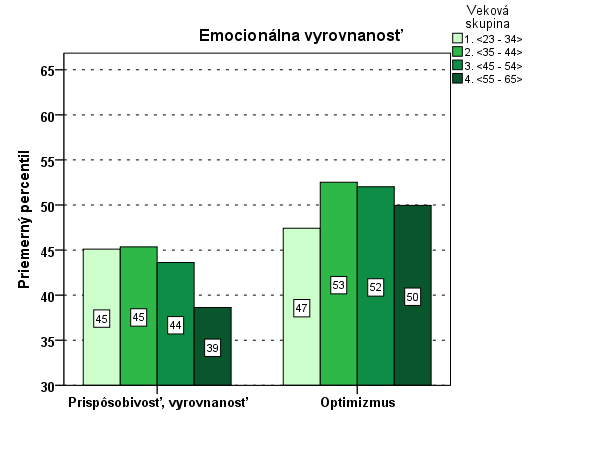 Emocionálna vyrovnanosť
Veková
skupina
1. <23 - 34>
2. <35 - 44>
3. <45 - 54>
4. <55 - 65>
Priemerný percentil
65
60
55
50
45
40
35
30
45
45
44
39
47
53
52
50
Prispôsobivosť, vyrovnanosť
Optimizmus